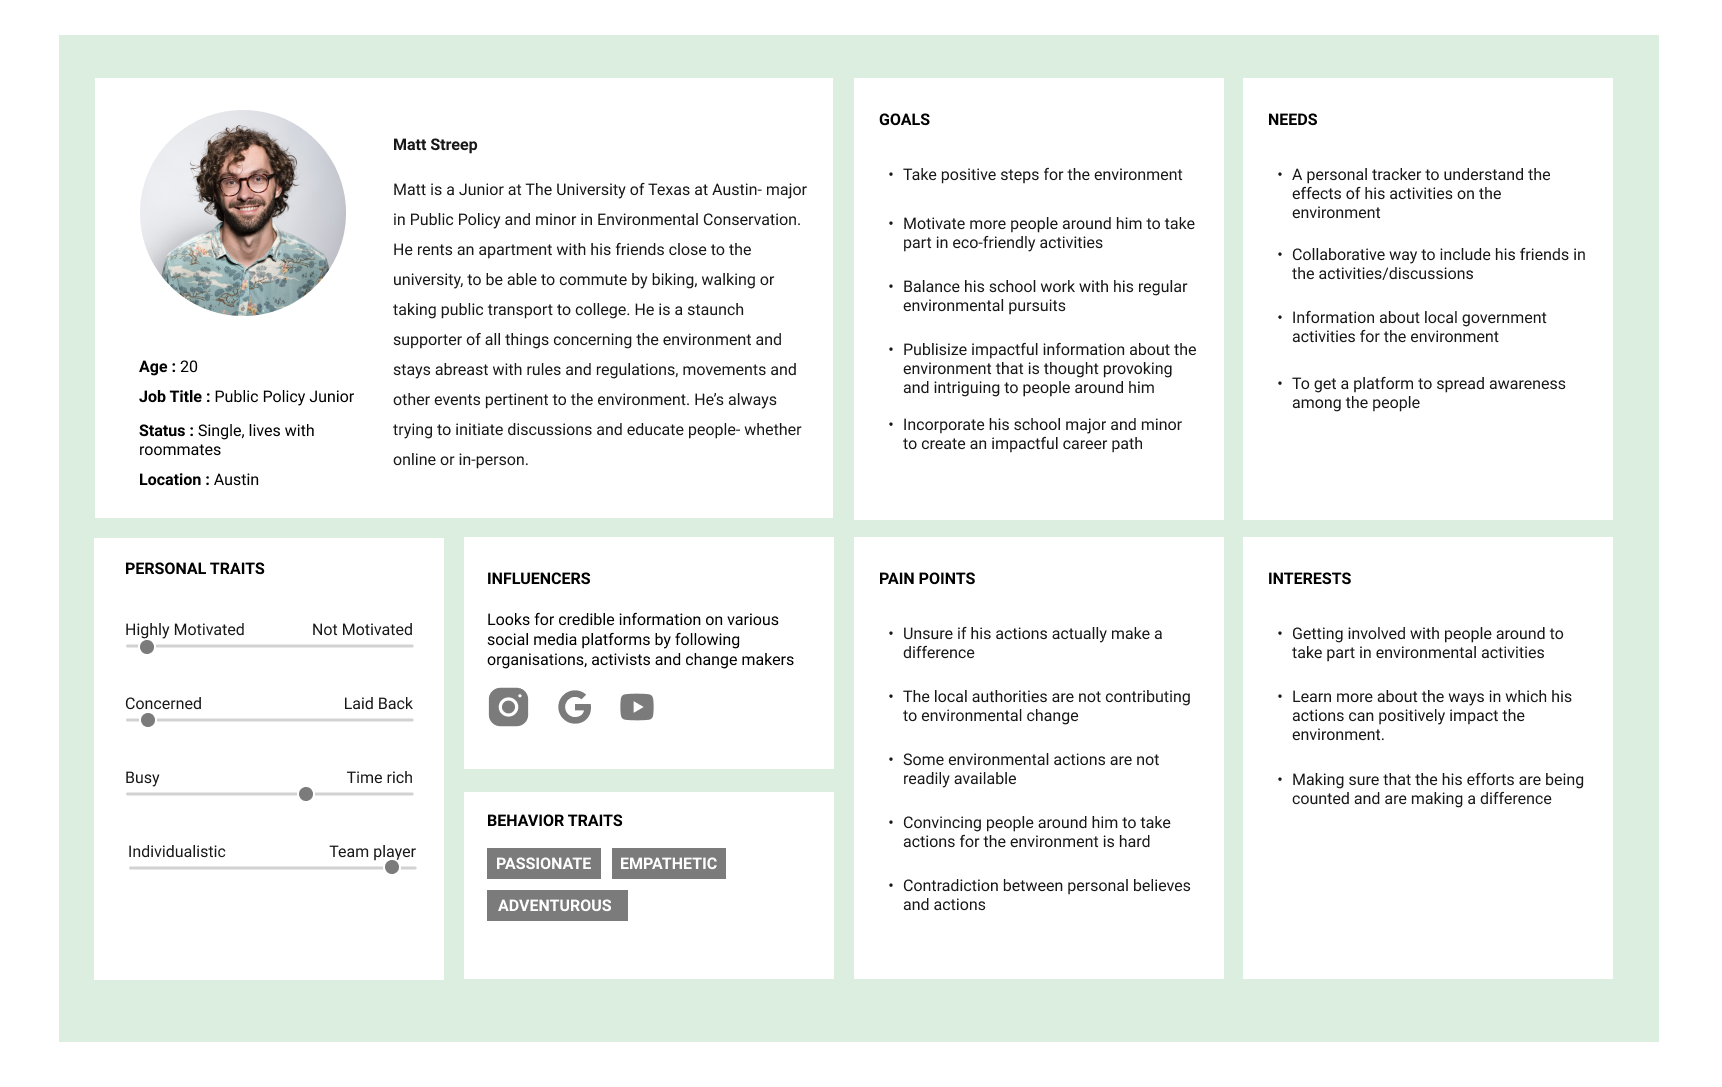 Matt Streep
Matt is a Junior at The University of Texas at Austin- major
in Public Policy and minor in Environmental Conservation.
He rents an apartment with his friends close to the
university, to be able to commute by biking, walking or
taking public transport to college. He is a staunch
supporter of all things concerning the environment and
stays abreast with rules and regulations, movements and
other events pertinent to the environment. He’s always
trying to initiate discussions and educate people- whether
online or in-person.
Age : 20
Job Title : Public Policy Junior
Status : Single, lives with
roommates
Location : Austin
GOALS
• Take positive steps for the environment
• Motivate more people around him to take
part in eco-friendly activities
• Balance his school work with his regular
environmental pursuits
• Publisize impactful information about the
environment that is thought provoking
and intriguing to people around him
• Incorporate his school major and minor
to create an impactful career path
NEEDS
• A personal tracker to understand the
effects of his activities on the
environment
• Collaborative way to include his friends in
the activities/discussions
• Information about local government
activities for the environment
• To get a platform to spread awareness
among the people
PERSONAL TRAITS
Highly Motivated Not Motivated
Concerned Laid Back
Busy Time rich
Individualistic Team player
INFLUENCERS
Looks for credible information on various
social media platforms by following
organisations, activists and change makers
BEHAVIOR TRAITS
PASSIONATE EMPATHETIC
ADVENTUROUS
PAIN POINTS
• Unsure if his actions actually make a
difference
• The local authorities are not contributing
to environmental change
• Some environmental actions are not
readily available
• Convincing people around him to take
actions for the environment is hard
• Contradiction between personal believes
and actions
INTERESTS
• Getting involved with people around to
take part in environmental activities
• Learn more about the ways in which his
actions can positively impact the
environment.
• Making sure that the his efforts are being
counted and are making a difference